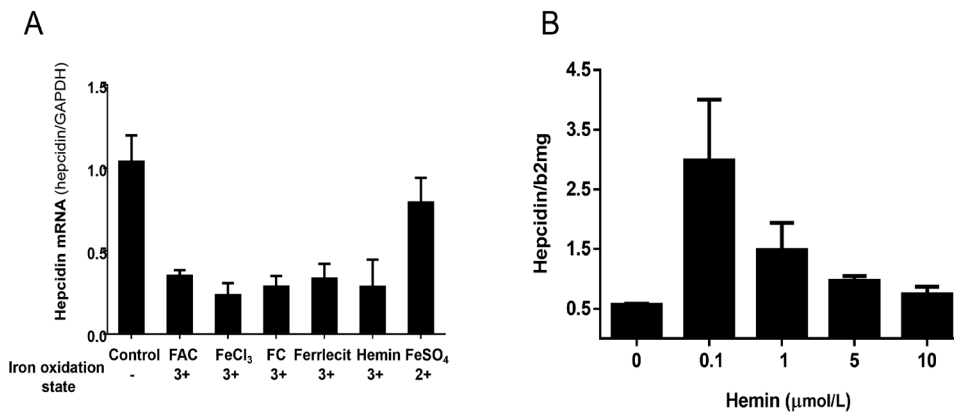 A
Hepcidin mRNA (hepcidin/GAPDH)
1.5
1.0
0.5
0.0
Control FAC FeCl₃ FC Ferrlecit Hemin FeSO₄
Iron oxidation state - 3+ 3+ 3+ 3+ 3+ 2+
B
Hepcidin/b2mg
4.5
3.5
2.5
1.5
0.5
0 0.1 1 5 10
Hemin (μmol/L)